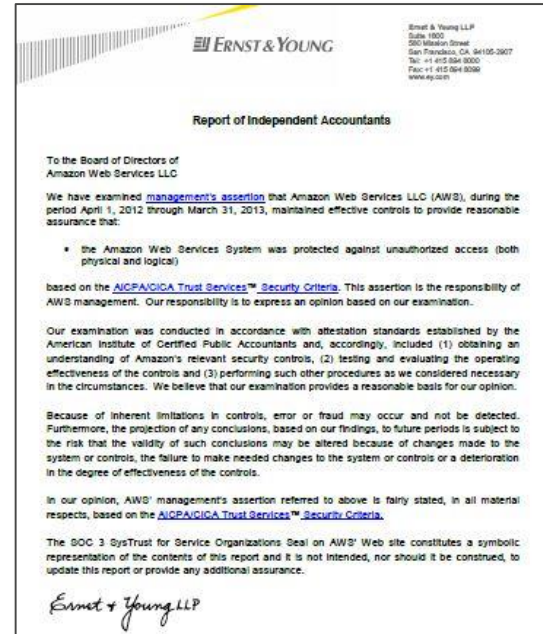 ERNST & YOUNG
Ernst & Young LLP
Suite 1600
560 Mission Street
San Francisco, CA 94105-2907
Tel: +1 415 894 8000
Fax: +1 415 894 8099
www.ey.com
Report of Independent Accountants
To the Board of Directors of
Amazon Web Services LLC
We have examined management's assertion that Amazon Web Services LLC (AWS), during the
period April 1, 2012 through March 31, 2013, maintained effective controls to provide reasonable
assurance that:
• the Amazon Web Services System was protected against unauthorized access (both
physical and logical)
based on the AICPA/CICA Trust Services™ Security Criteria. This assertion is the responsibility of
AWS management. Our responsibility is to express an opinion based on our examination.
Our examination was conducted in accordance with attestation standards established by the
American Institute of Certified Public Accountants and, accordingly, included (1) obtaining an
understanding of Amazon's relevant security controls, (2) testing and evaluating the operating
effectiveness of the controls and (3) performing such other procedures as we considered necessary
in the circumstances. We believe that our examination provides a reasonable basis for our opinion.
Because of inherent limitations in controls, error or fraud may occur and not be detected.
Furthermore, the projection of any conclusions, based on our findings, to future periods is subject to
the risk that the validity of such conclusions may be altered because of changes made to the
system or controls, the failure to make needed changes to the system or controls or a deterioration
in the degree of effectiveness of the controls.
In our opinion, AWS' management's assertion referred to above is fairly stated, in all material
respects, based on the AICPA/CICA Trust Services™ Security Criteria.
The SOC 3 SysTrust for Service Organizations Seal on AWS' Web site constitutes a symbolic
representation of the contents of this report and it is not intended, nor should it be construed, to
update this report or provide any additional assurance.
Ernst & Young LLP